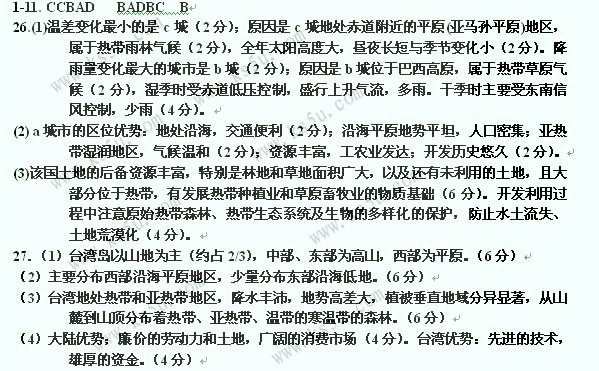 1-11. CCBAD BADBC B
26.(1)温差变化最小的是 c 城（2 分）；原因是 c 城地处赤道附近的平原(亚马孙平原)地区，
属于热带雨林气候（2 分），全年太阳高度大，昼夜长短与季节变化小（2 分）。降
雨量变化最大的城市是 b 城（2 分）；原因是 b 城位于巴西高原，属于热带草原气
候（2 分），湿季时受赤道低压控制，盛行上升气流，多雨。干季时主要受东南信
风控制，少雨（4 分）。
(2) a 城市的区位优势：地处沿海，交通便利（2 分）；沿海平原地势平坦，人口密集；亚热
带湿润地区，气候温和（2 分）；资源丰富，工农业发达；开发历史悠久（2 分）。
(3)该国土地的后备资源丰富，特别是林地和草地面积广大，以及还有未利用的土地，且大
部分位于热带，有发展热带种植业和草原畜牧业的物质基础（6 分）。开发利用过
程中注意原始热带森林、热带生态系统及生物的多样化的保护，防止水土流失、
土地荒漠化（4 分）。
27．（1）台湾岛以山地为主（约占 2/3），中部、东部为高山，西部为平原。（6 分）
（2）主要分布西部沿海平原地区，少量分布东部沿海低地。（6 分）
（3）台湾地处热带和亚热带地区，降水丰沛，地势高差大，植被垂直地域分异显著，从山
麓到山顶分布着热带、亚热带、温带的寒温带的森林。（6 分）
（4）大陆优势：廉价的劳动力和土地，广阔的消费市场（4 分）。台湾优势：先进的技术，
雄厚的资金。（4 分）